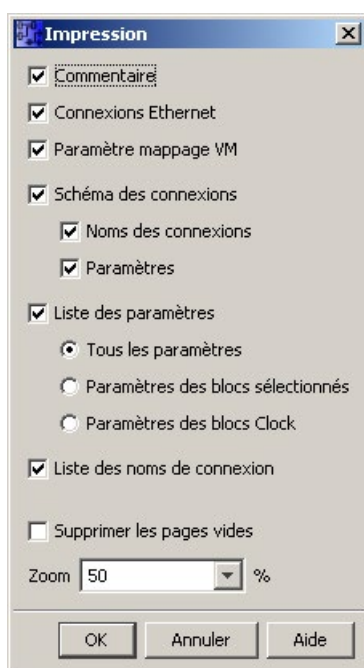 Impression
Commentaire
Connexions Ethernet
Paramètre mappage VM
Schéma des connexions
Noms des connexions
Paramètres
Liste des paramètres
Tous les paramètres
Paramètres des blocs sélectionnés
Paramètres des blocs Clock
Liste des noms de connexion
Supprimer les pages vides
Zoom 50 %
OK Annuler Aide